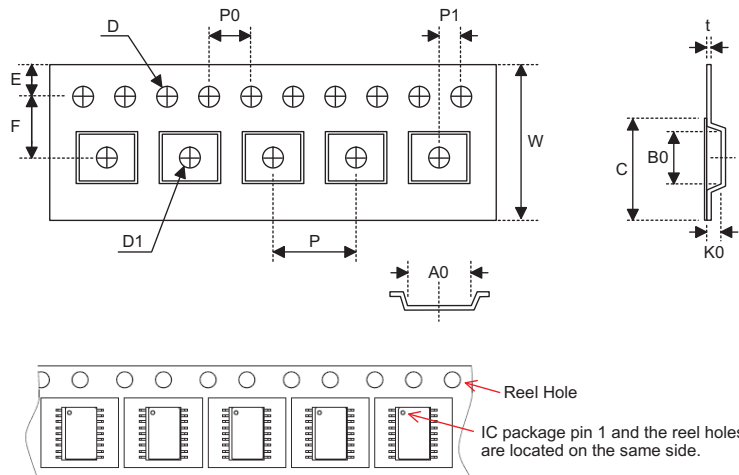 D
P0
P1
t
E
F
W
C
B0
D1
P
A0
K0
Reel Hole
IC package pin 1 and the reel holes
are located on the same side.